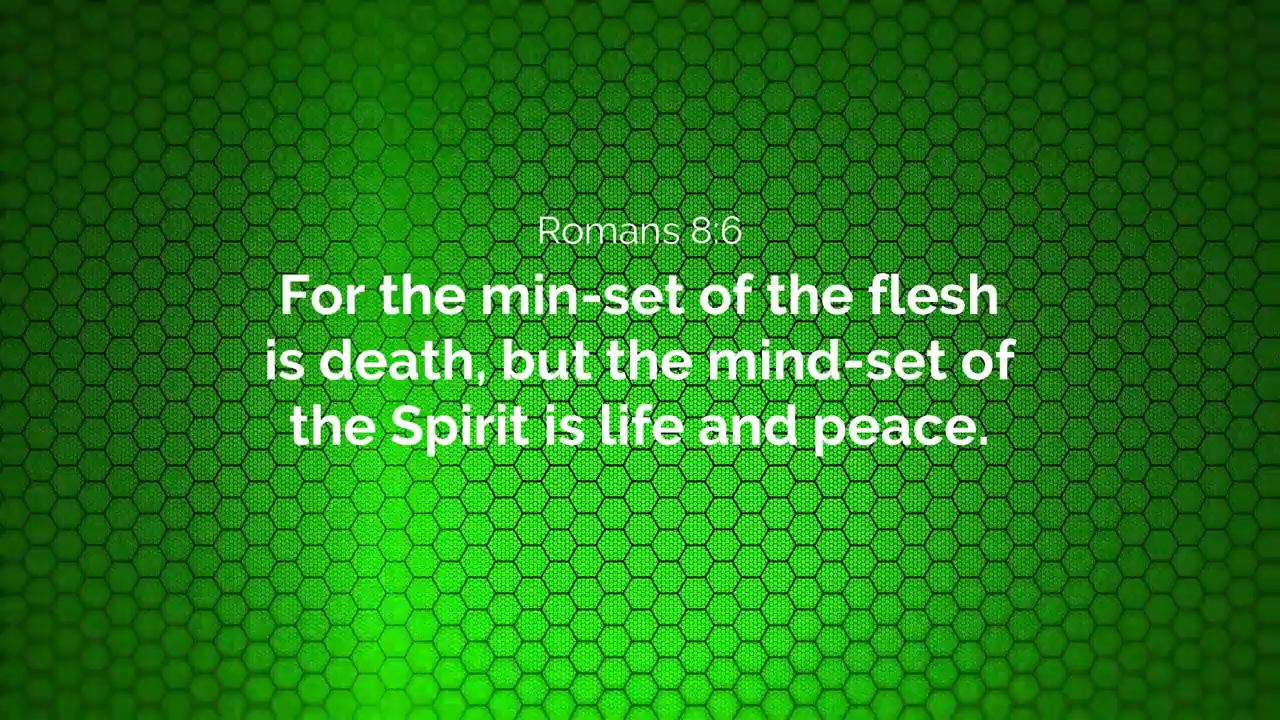 Romans 8:6
For the min-set of the flesh
is death, but the mind-set of
the Spirit is life and peace.